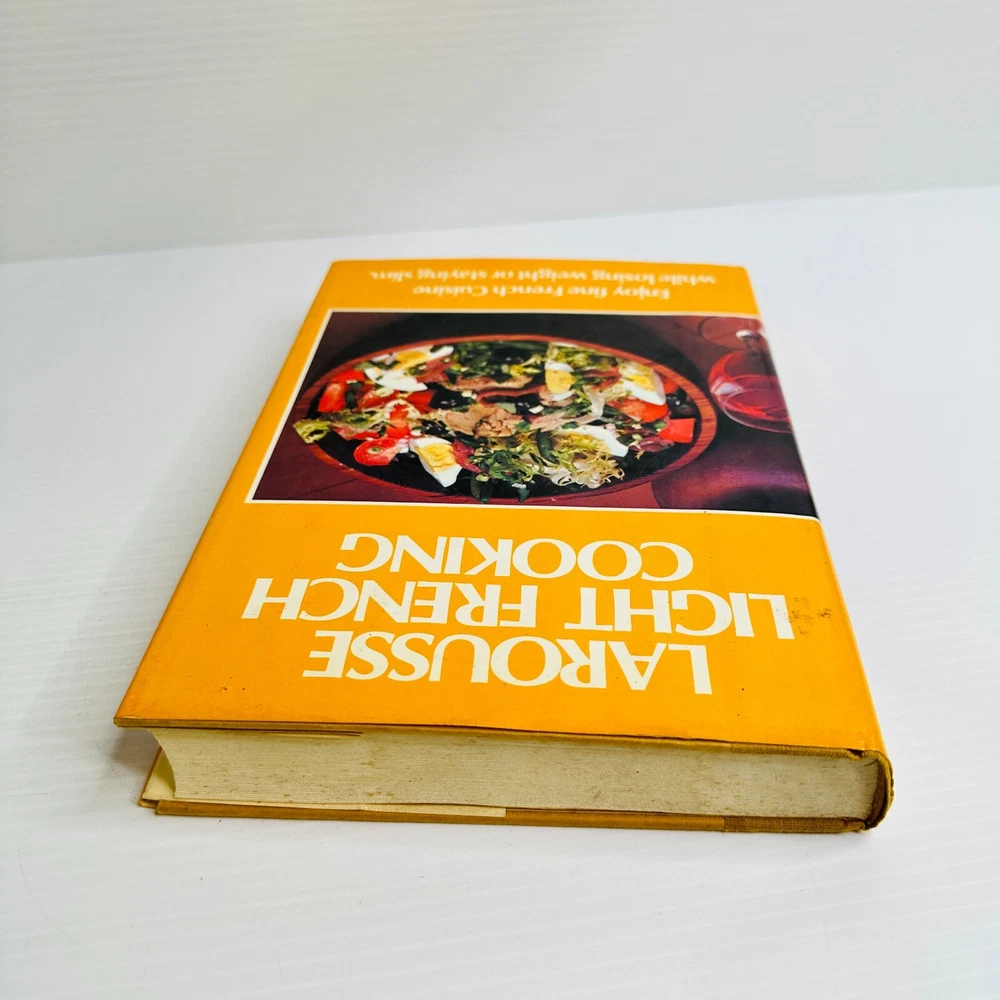 LAROUSSE
LIGHT FRENCH
COOKING
Enjoy fine French Cuisine
while losing weight or staying slim.